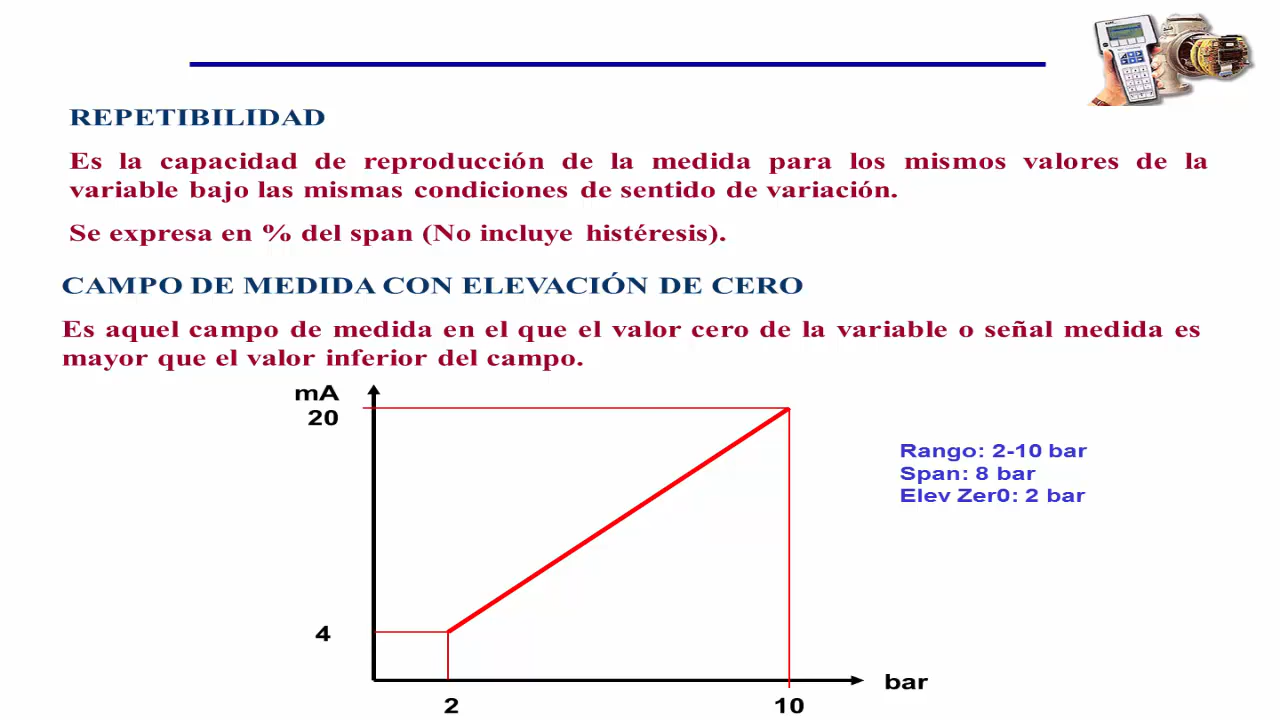 REPETIBILIDAD
Es la capacidad de reproducción de la medida para los mismos valores de la
variable bajo las mismas condiciones de sentido de variación.
Se expresa en % del span (No incluye histéresis).
CAMPO DE MEDIDA CON ELEVACIÓN DE CERO
Es aquel campo de medida en el que el valor cero de la variable o señal medida es
mayor que el valor inferior del campo.
mA
20
Rango: 2-10 bar
Span: 8 bar
Elev Zer0: 2 bar
4
bar
2
10